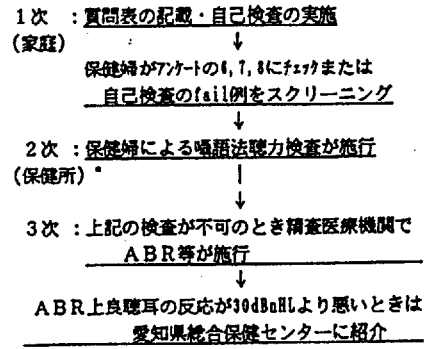 1次 :質問表の記載・自己検査の実施
(家庭) ↓
保健婦がアンケートの6,7,8にチェックまたは
自己検査のfail例をスクリーニング
↓
2次 :保健婦による囁語法聴力検査が施行
(保健所)
↓
3次 :上記の検査が不可のとき精査医療機関で
ABR等が施行
↓
ABR上良聴耳の反応が30dBnHLより悪いときは
愛知県総合保健センターに紹介